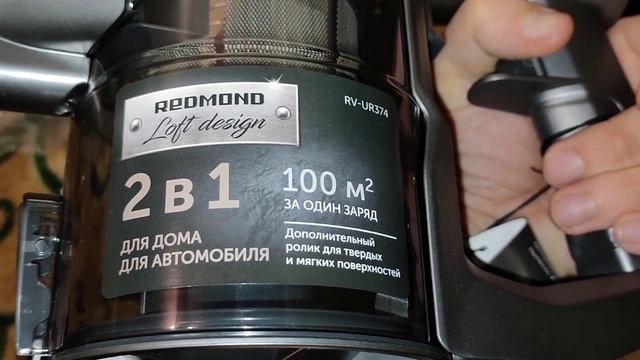 REDMOND
Loft design
RV-UR374
2 в 1
ДЛЯ ДОМА
ДЛЯ АВТОМОБИЛЯ
100 м²
ЗА ОДИН ЗАРЯД
Дополнительный
ролик для твердых
и мягких поверхностей